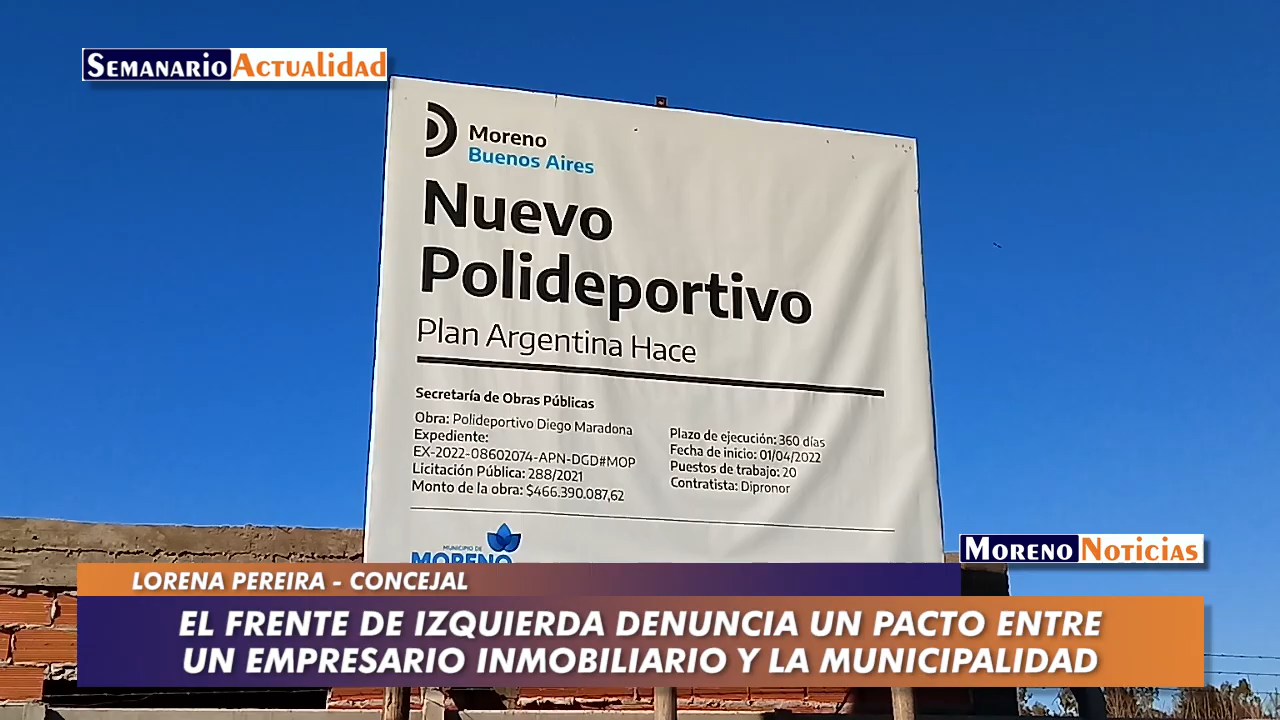 SEMANARIO ACTUALIDAD
Moreno
Buenos Aires
Nuevo
Polideportivo
Plan Argentina Hace
Secretaría de Obras Públicas
Obra: Polideportivo Diego Maradona
Expediente:
EX-2022-08602074-APN-DGD#MOP
Licitación Pública: 288/2021
Monto de la obra: $466.390.087,62
Plazo de ejecución: 360 días
Fecha de inicio: 01/04/2022
Puestos de trabajo: 20
Contratista: Dipronor
MUNICIPIO DE
MORENO
MORENO NOTICIAS
LORENA PEREIRA - CONCEJAL
EL FRENTE DE IZQUIERDA DENUNCIA UN PACTO ENTRE
UN EMPRESARIO INMOBILIARIO Y LA MUNICIPALIDAD